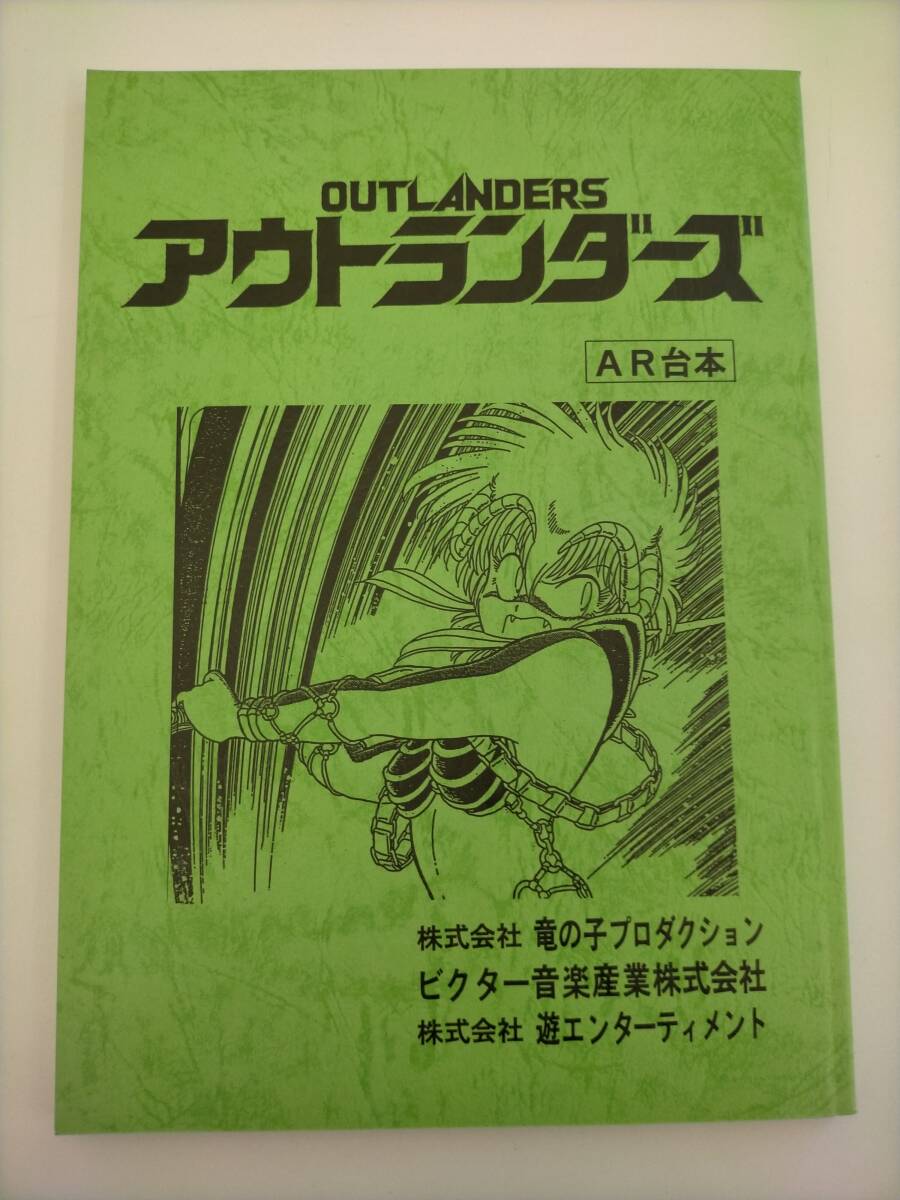 OUTLANDERS
アウトランダーズ
AR台本
株式会社 竜の子プロダクション
ビクター音楽産業株式会社
株式会社 遊エンターティメント